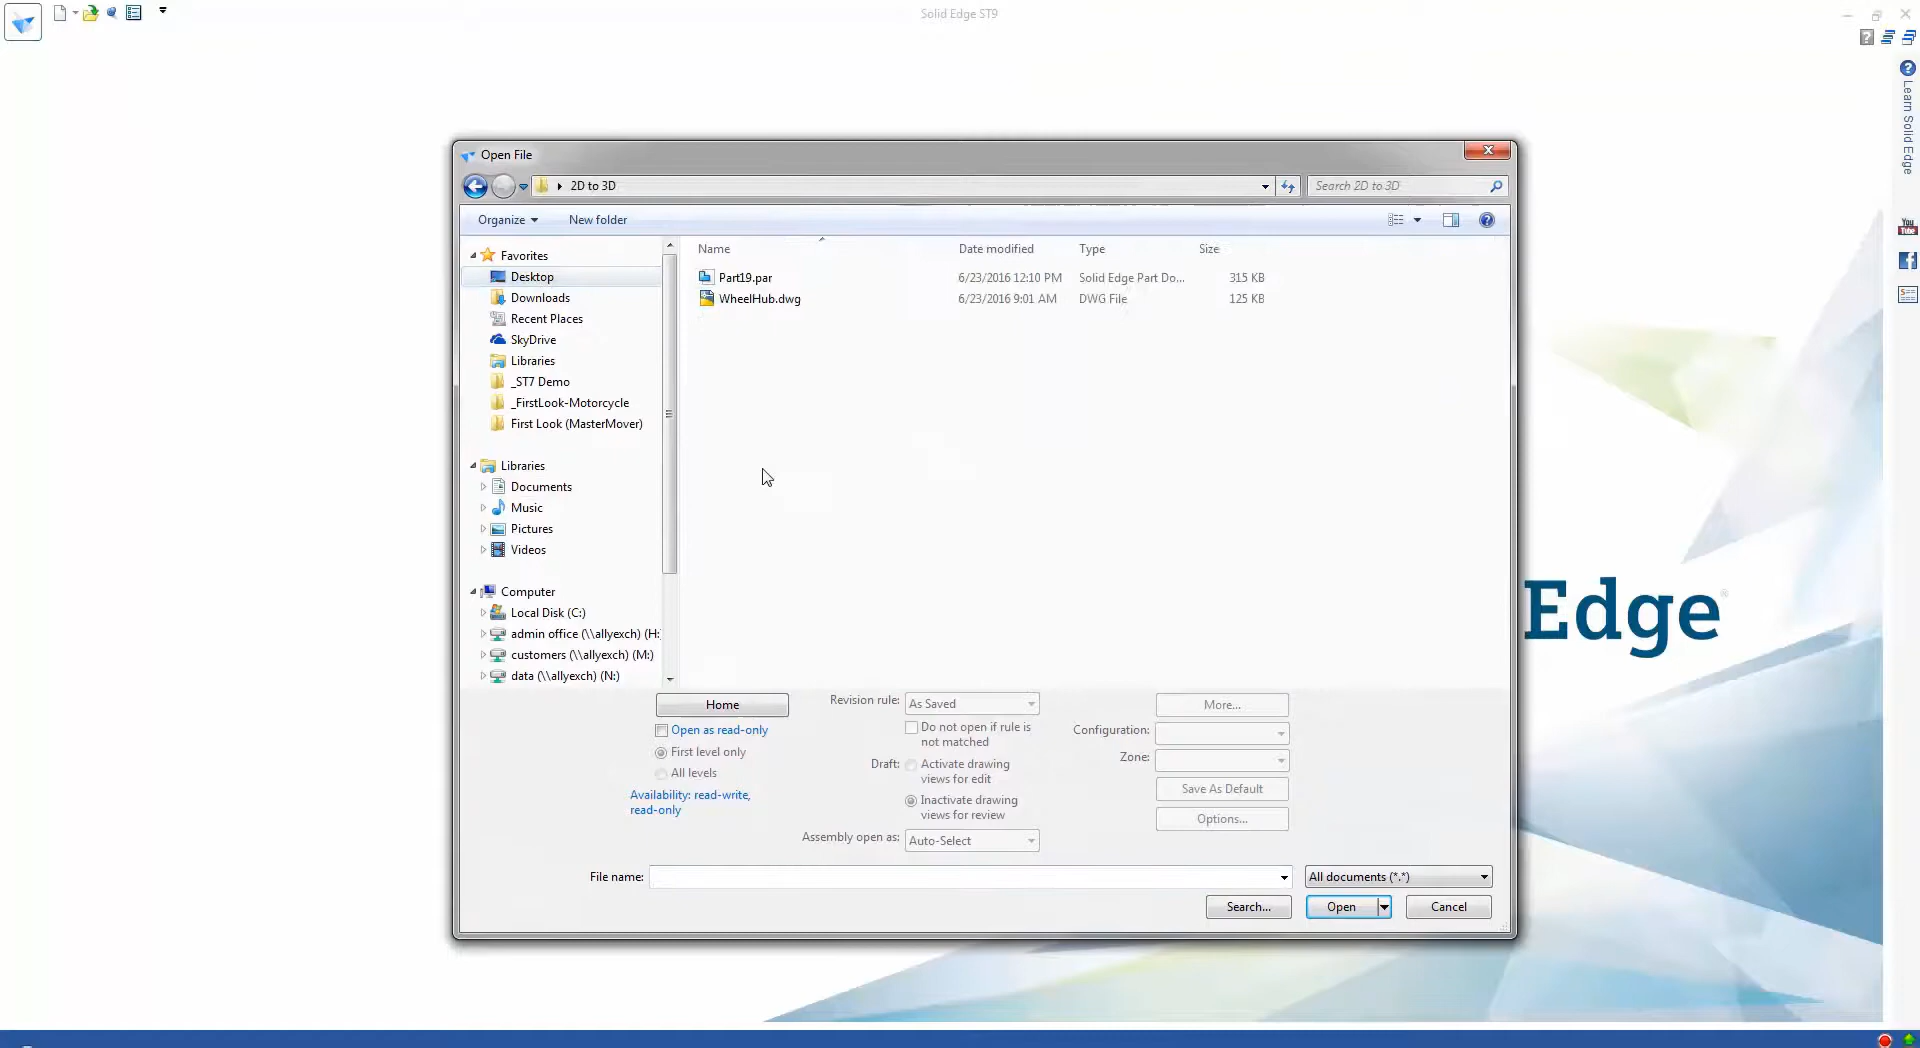 Solid Edge ST9
Learn Solid Edge
You
Tube
Open File
2D to 3D
Search 2D to 3D
Organize
New folder
Name
Date modified
Type
Size
Favorites
Desktop
Downloads
Recent Places
SkyDrive
Libraries
_ST7 Demo
_FirstLook-Motorcycle
First Look (MasterMover)
Libraries
Documents
Music
Pictures
Videos
Computer
Local Disk (C:)
admin office (\\allyexch) (H:
customers (\\allyexch) (M:)
data (\\allyexch) (N:)
Part19.par 6/23/2016 12:10 PM Solid Edge Part Do... 315 KB
WheelHub.dwg 6/23/2016 9:01 AM DWG File 125 KB
Edge®
Home
Open as read-only
First level only
All levels
Availability: read-write,
read-only
Revision rule: As Saved
Do not open if rule is
not matched
Draft: Activate drawing
views for edit
Inactivate drawing
views for review
Assembly open as: Auto-Select
More...
Configuration:
Zone:
Save As Default
Options...
File name:
All documents (*.*)
Search...
Open
Cancel